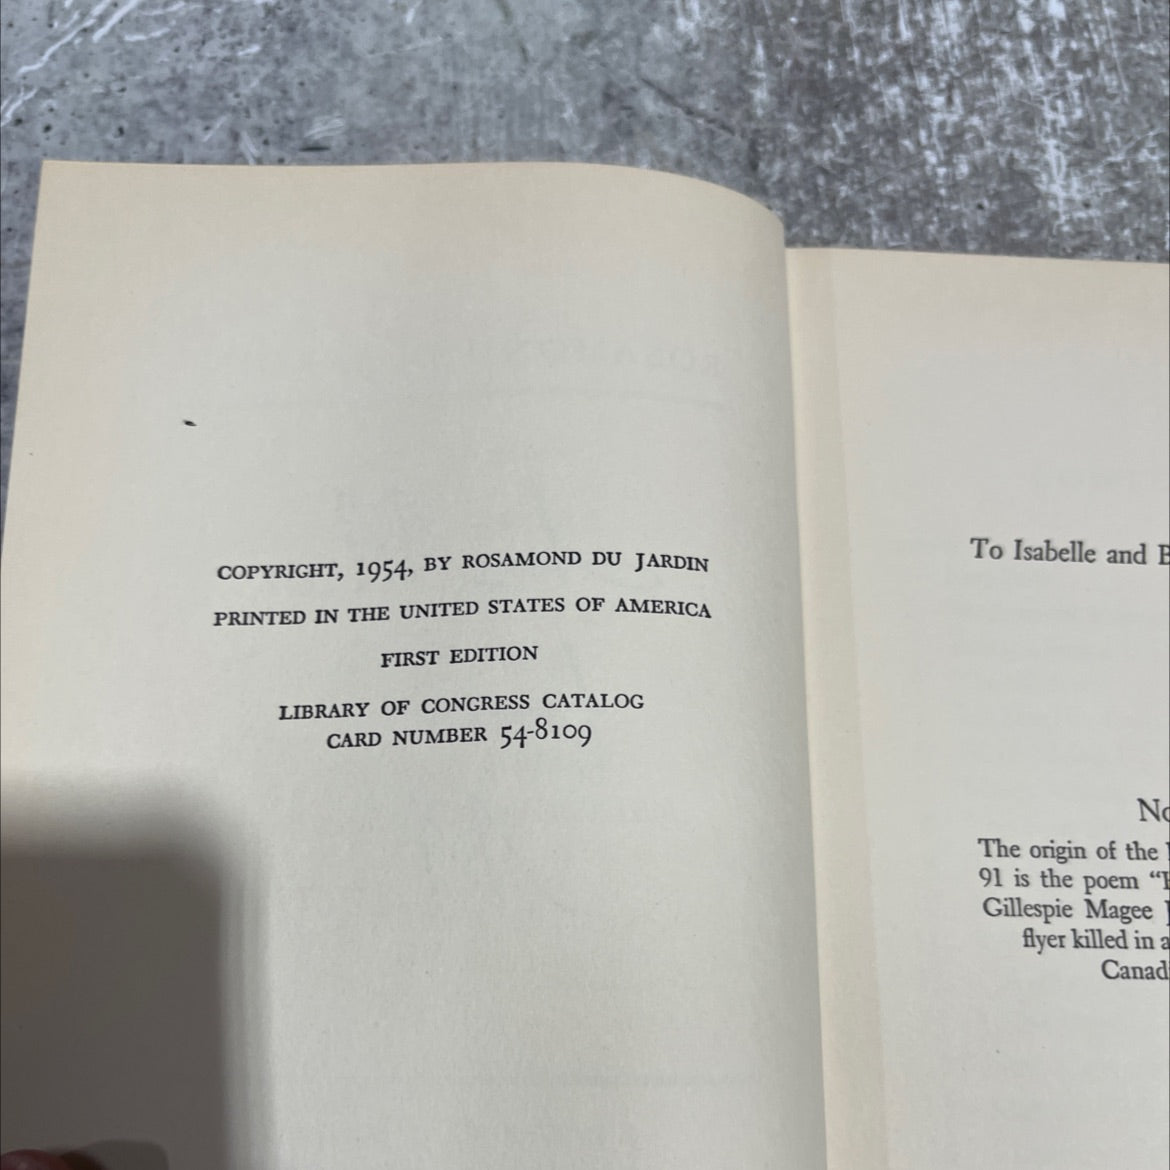 COPYRIGHT, 1954, BY ROSAMOND DU JARDIN
PRINTED IN THE UNITED STATES OF AMERICA
FIRST EDITION
LIBRARY OF CONGRESS CATALOG
CARD NUMBER 54-8109
To Isabelle and
The origin of the
91 is the poem
Gillespie Magee
flyer killed in a
Canad